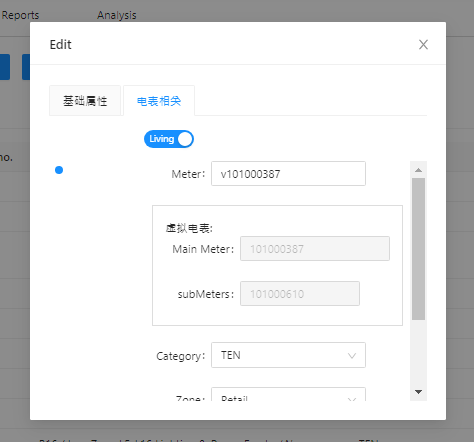 Reports Analysis
Edit
基础属性 电表相关
Living
no.
Meter: v101000387
虚拟电表:
Main Meter: 101000387
subMeters: 101000610
Category: TEN
Zone: Retail